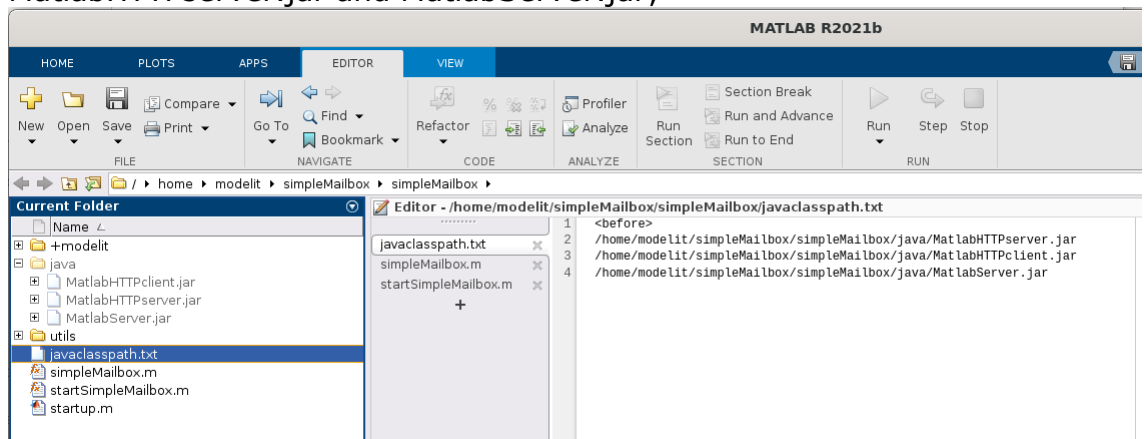 MatlabHTTPserver.jar and MatlabServer.jar)
MATLAB R2021b
HOME PLOTS APPS EDITOR VIEW
New Open Save Compare Print
Go To Find Bookmark
Refactor
Profiler Analyze
Run Section
Section Break
Run and Advance
Run to End
Run Step Stop
FILE NAVIGATE CODE ANALYZE SECTION RUN
/ home modelit simpleMailbox simpleMailbox
Current Folder
Name
+modelit
java
MatlabHTTPclient.jar
MatlabHTTPserver.jar
MatlabServer.jar
utils
javaclasspath.txt
simpleMailbox.m
startSimpleMailbox.m
startup.m
Editor - /home/modelit/simpleMailbox/simpleMailbox/javaclasspath.txt
javaclasspath.txt
simpleMailbox.m
startSimpleMailbox.m
+
1 <before>
2 /home/modelit/simpleMailbox/simpleMailbox/java/MatlabHTTPserver.jar
3 /home/modelit/simpleMailbox/simpleMailbox/java/MatlabHTTPclient.jar
4 /home/modelit/simpleMailbox/simpleMailbox/java/MatlabServer.jar